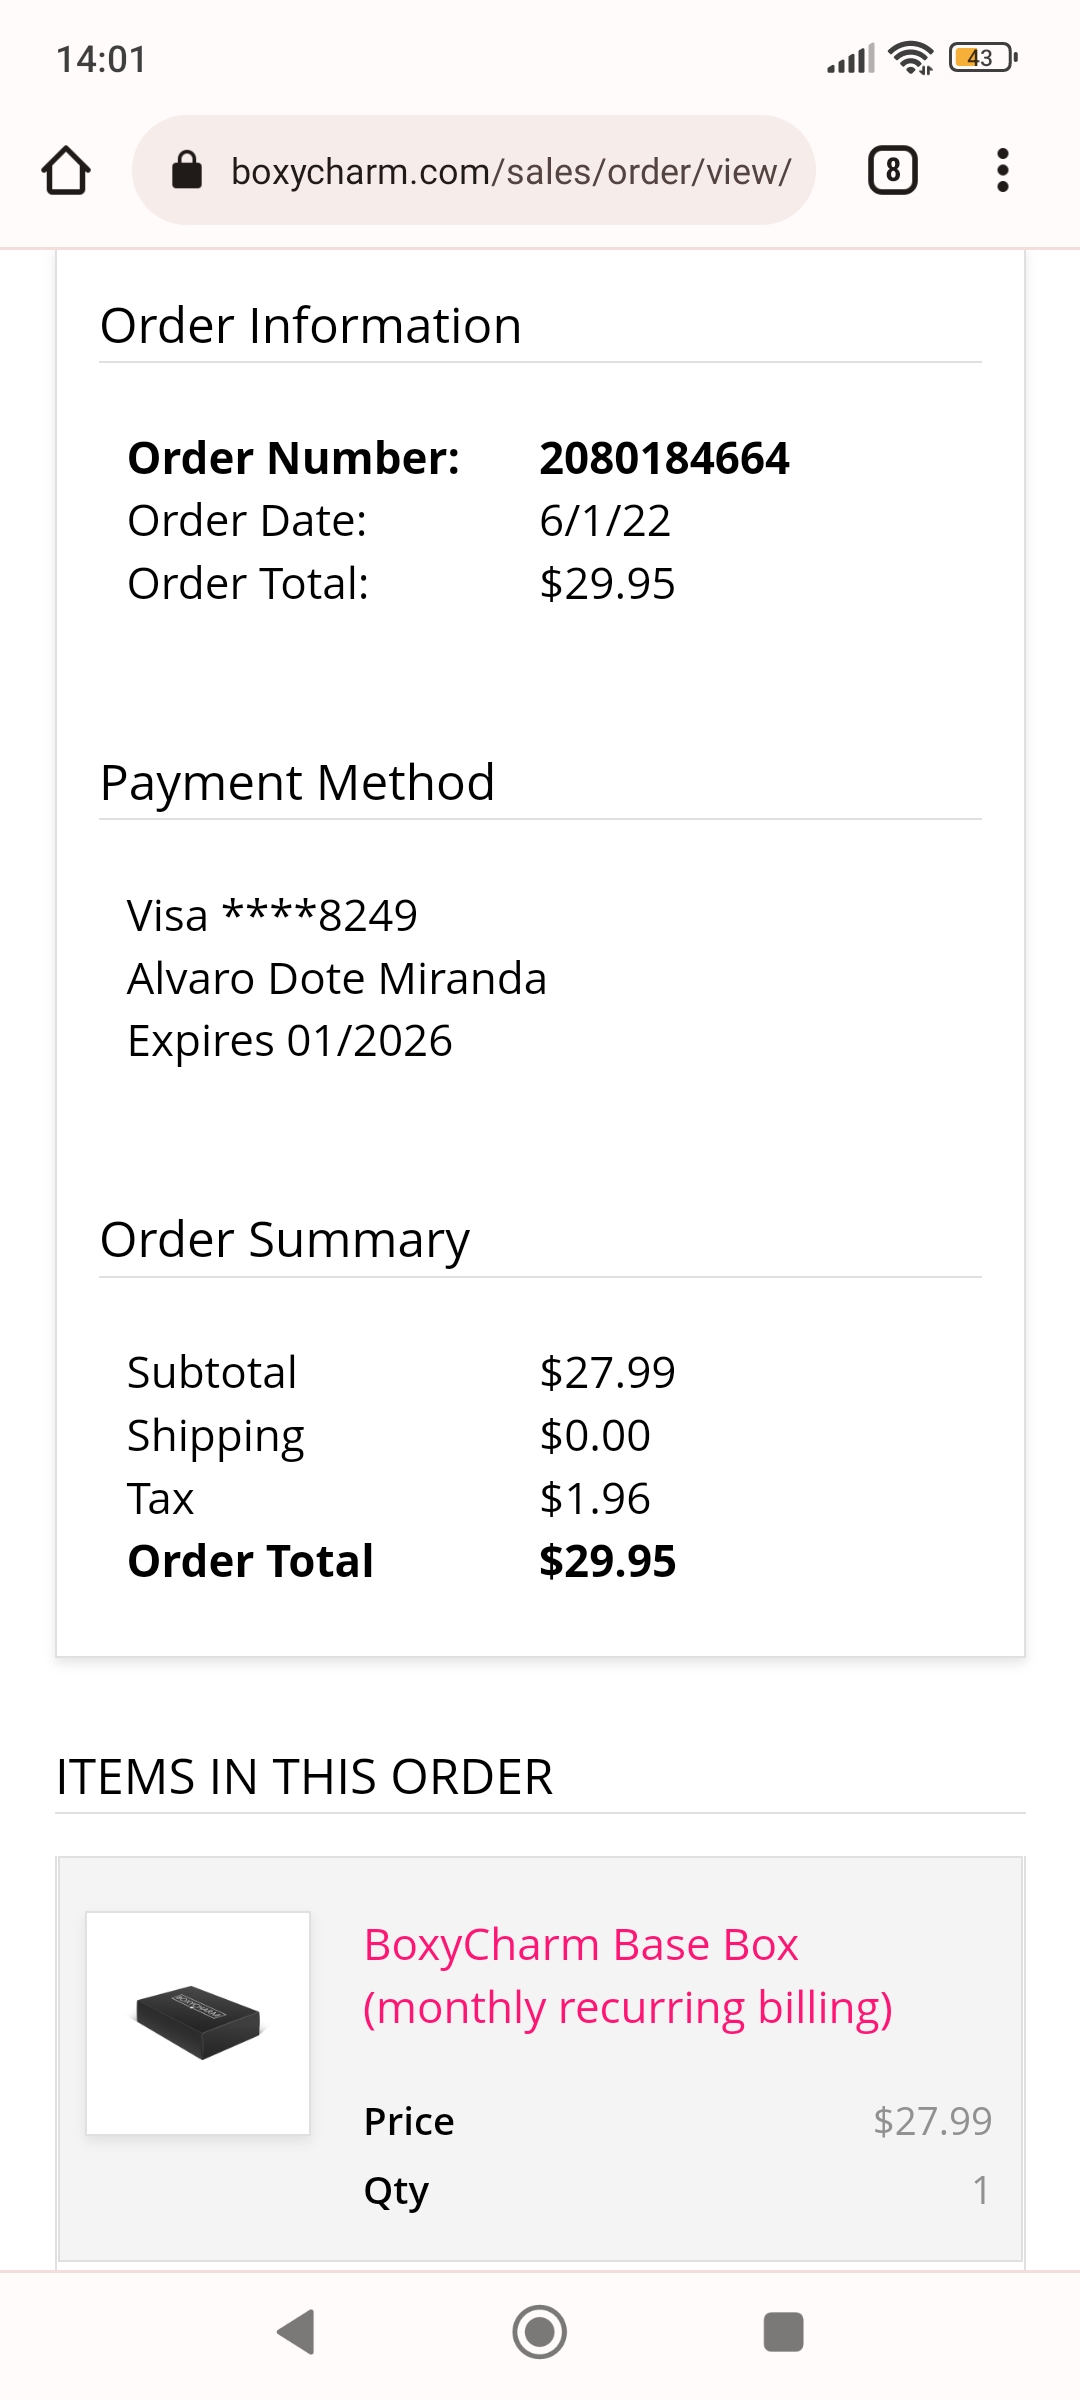 14:01
43
boxycharm.com/sales/order/view/
8
Order Information
Order Number: 2080184664
Order Date: 6/1/22
Order Total: $29.95
Payment Method
Visa ****8249
Alvaro Dote Miranda
Expires 01/2026
Order Summary
Subtotal $27.99
Shipping $0.00
Tax $1.96
Order Total $29.95
ITEMS IN THIS ORDER
BOXYCHARM
BoxyCharm Base Box
(monthly recurring billing)
Price $27.99
Qty 1